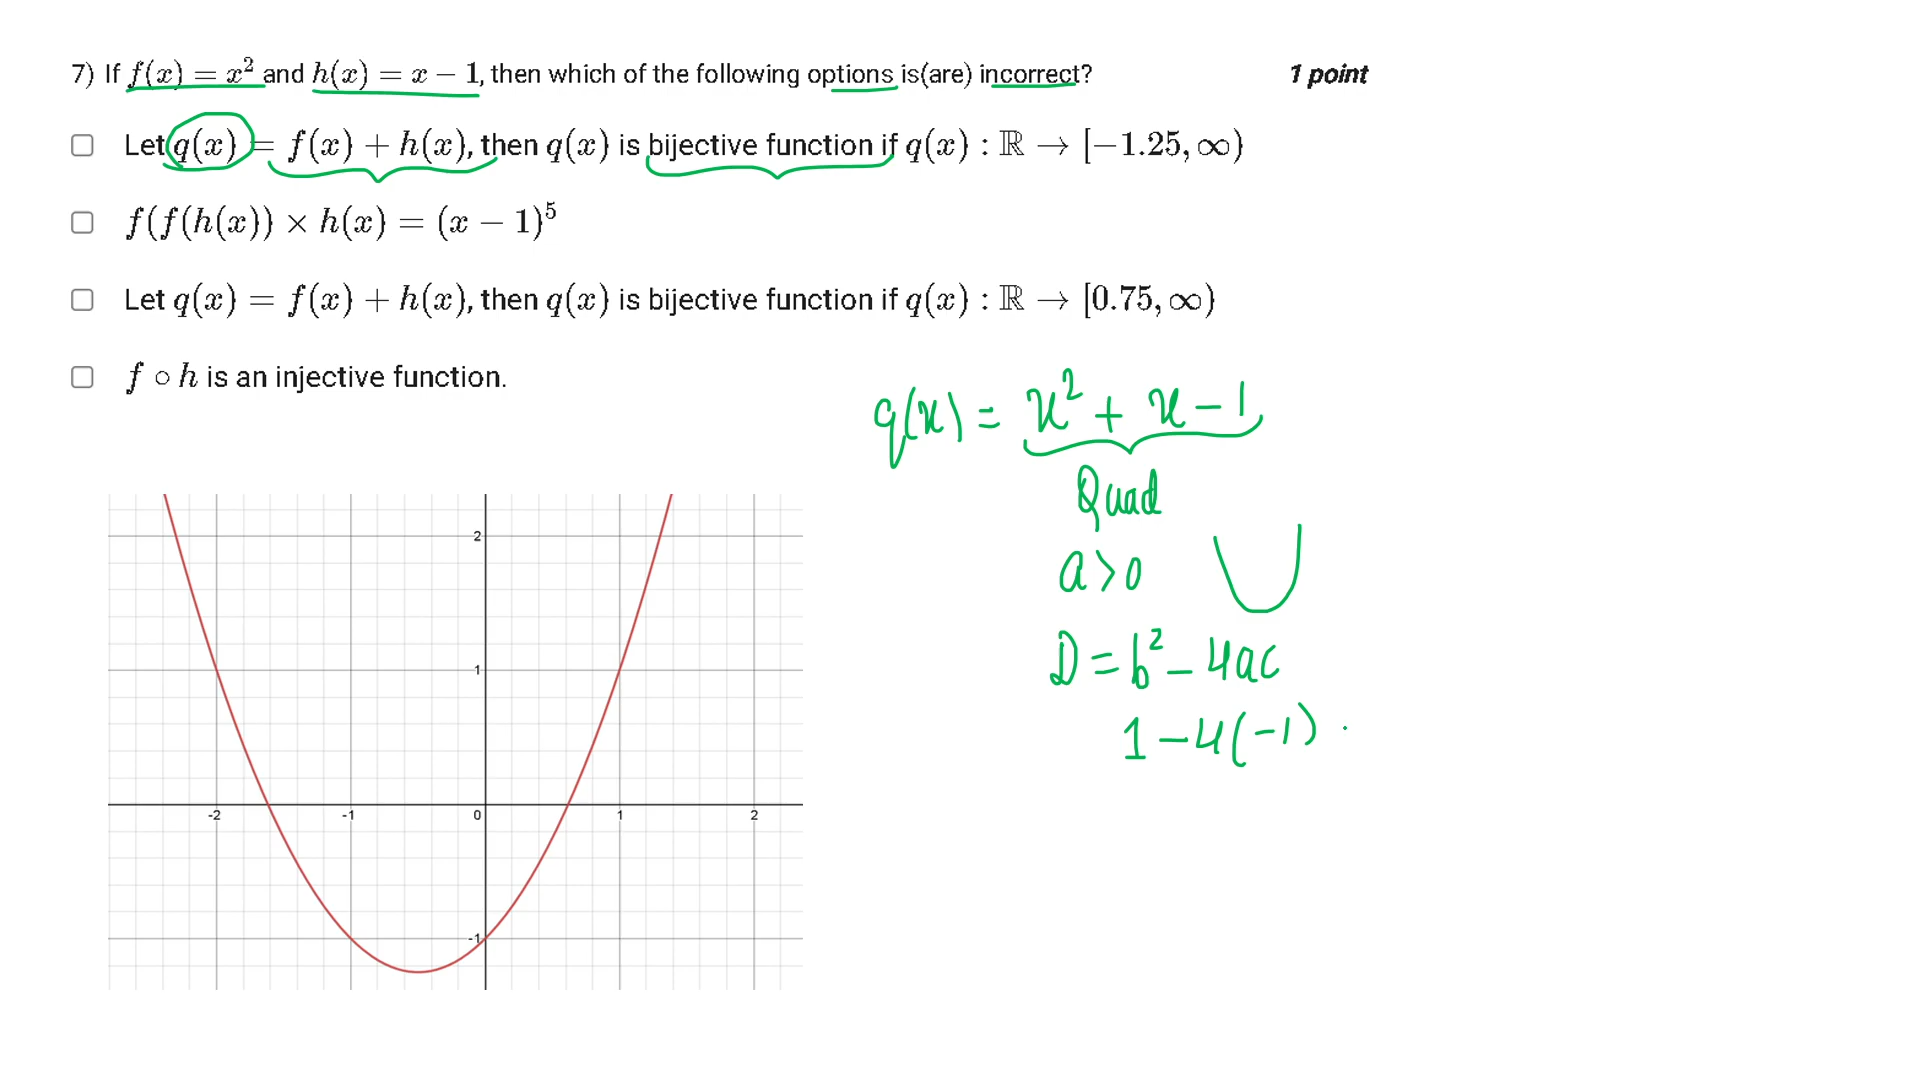 7) If f(x) = x² and h(x) = x − 1, then which of the following options is(are) incorrect? 1 point
Let q(x) = f(x) + h(x), then q(x) is bijective function if q(x) : ℝ → [−1.25, ∞)
f(f(h(x)) × h(x) = (x − 1)⁵
Let q(x) = f(x) + h(x), then q(x) is bijective function if q(x) : ℝ → [0.75, ∞)
f ∘ h is an injective function.
q(x) = x² + x − 1
Quad
a > 0
D = b² − 4ac
1 − 4(−1)
2
1
-2 -1 0 1 2
-1